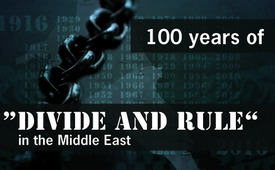 100 years of
”DIVIDE AND RULE“
in the Middle East